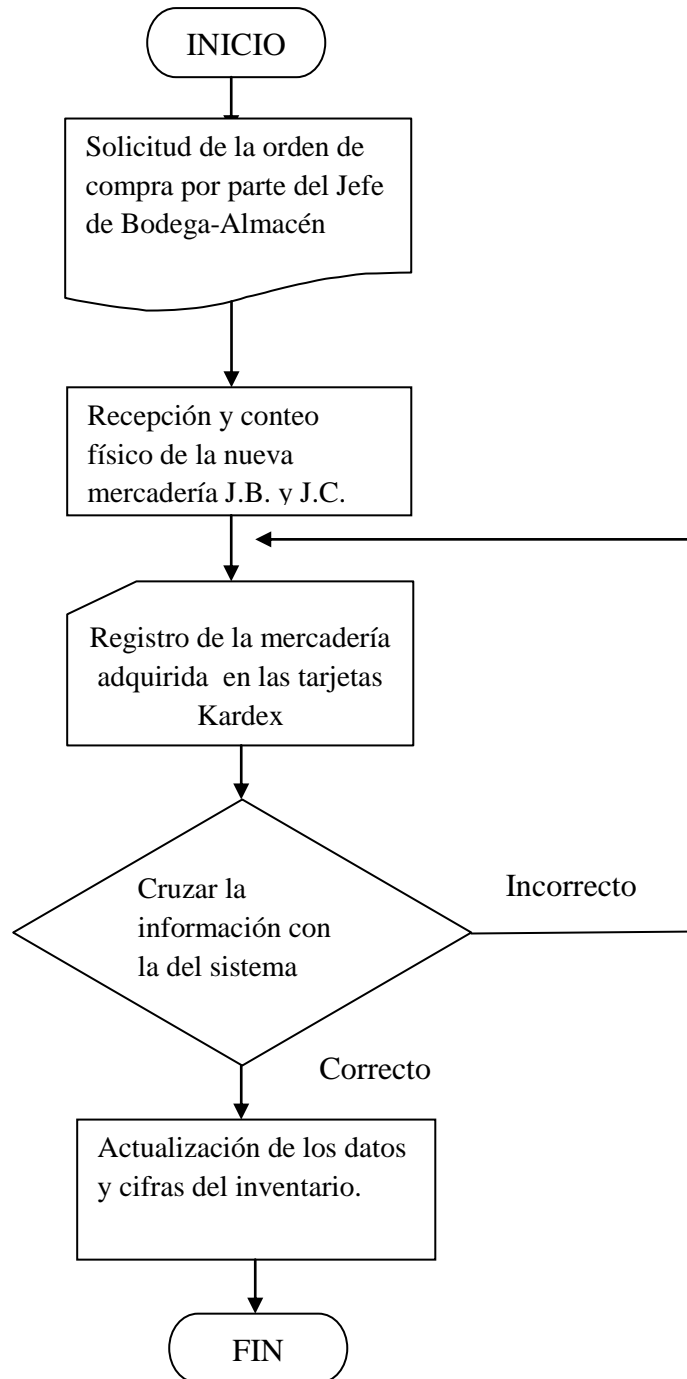 INICIO
Solicitud de la orden de
compra por parte del Jefe
de Bodega-Almacén
Recepción y conteo
físico de la nueva
mercadería J.B. y J.C.
Registro de la mercadería
adquirida en las tarjetas
Kardex
Cruzar la
información con
la del sistema
Incorrecto
Correcto
Actualización de los datos
y cifras del inventario.
FIN